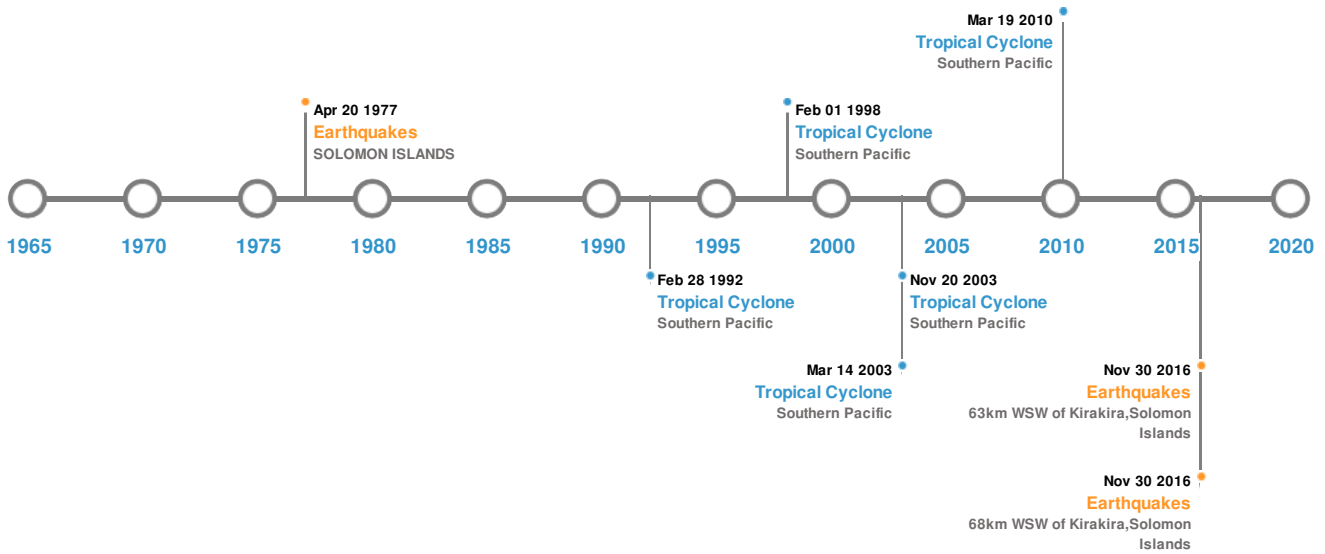 Mar 19 2010
Tropical Cyclone
Southern Pacific
Apr 20 1977
Earthquakes
SOLOMON ISLANDS
Feb 01 1998
Tropical Cyclone
Southern Pacific
1965 1970 1975 1980 1985 1990 1995 2000 2005 2010 2015 2020
Feb 28 1992
Tropical Cyclone
Southern Pacific
Nov 20 2003
Tropical Cyclone
Southern Pacific
Mar 14 2003
Tropical Cyclone
Southern Pacific
Nov 30 2016
Earthquakes
63km WSW of Kirakira,Solomon
Islands
Nov 30 2016
Earthquakes
68km WSW of Kirakira,Solomon
Islands